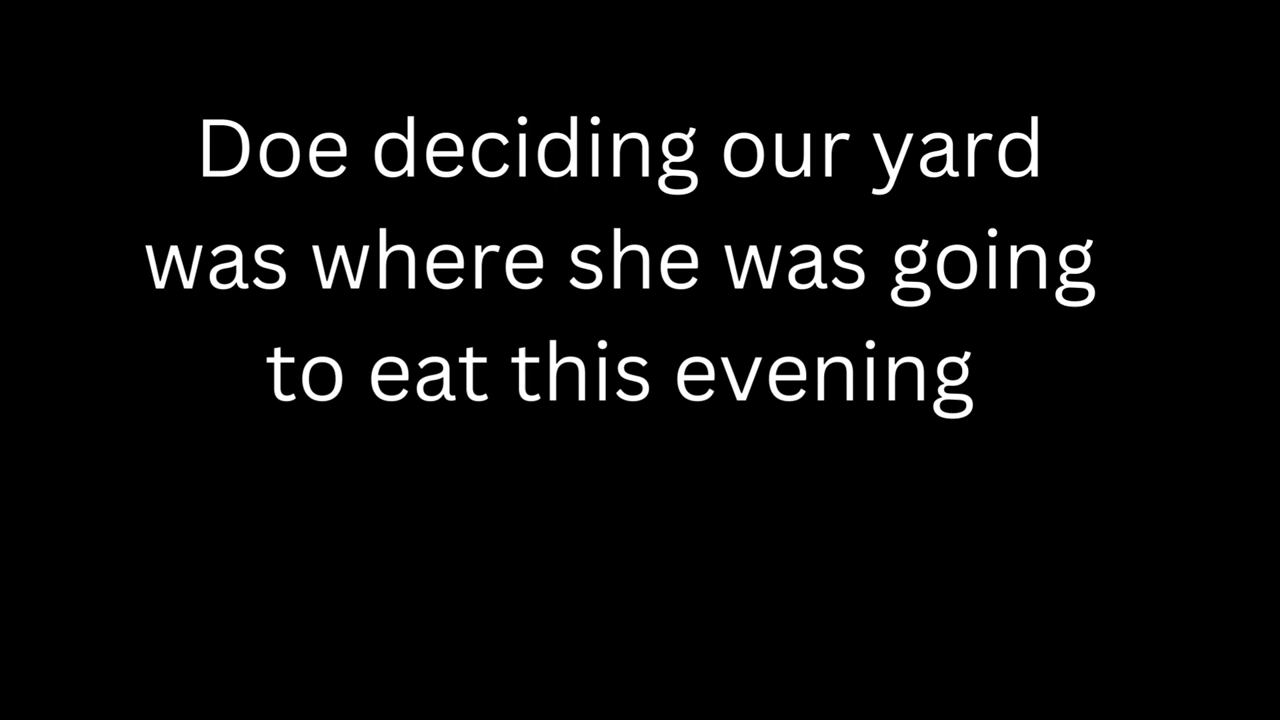 Doe deciding our yard
was where she was going
to eat this evening